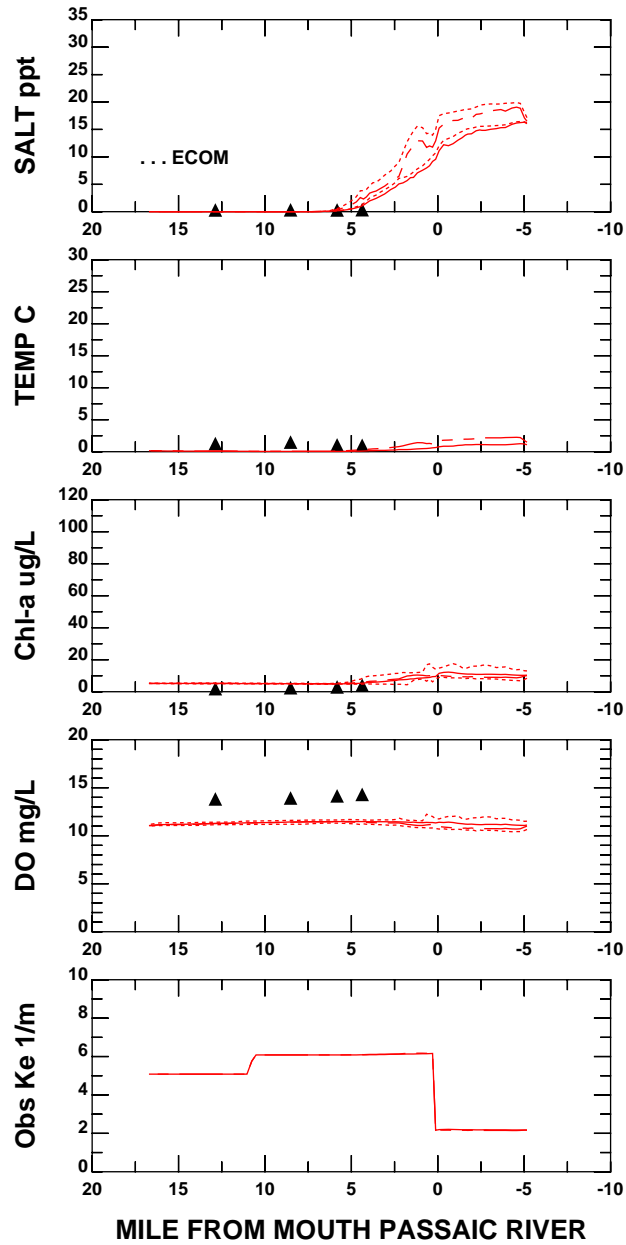 SALT ppt
35
30
25
20
15
10
5
0
. . . ECOM
20 15 10 5 0 -5 -10
TEMP C
30
25
20
15
10
5
0
20 15 10 5 0 -5 -10
Chl-a ug/L
120
100
80
60
40
20
0
20 15 10 5 0 -5 -10
DO mg/L
20
15
10
5
0
20 15 10 5 0 -5 -10
Obs Ke 1/m
10
8
6
4
2
0
20 15 10 5 0 -5 -10
MILE FROM MOUTH PASSAIC RIVER